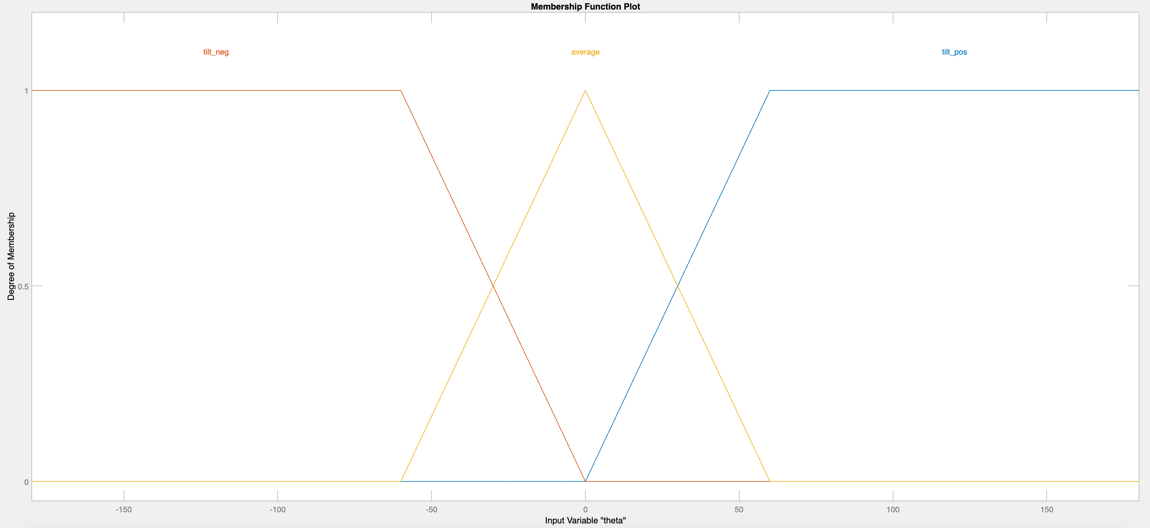 Membership Function Plot
tilt_neg average tilt_pos
1
Degree of Membership
0.5
0
-150 -100 -50 0 50 100 150
Input Variable "theta"